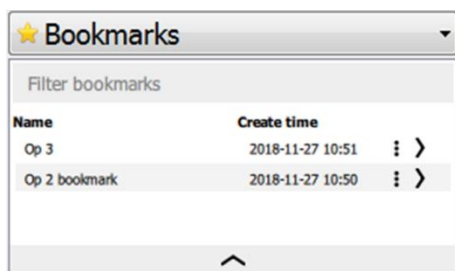 Bookmarks
Filter bookmarks
Name Create time
Op 3 2018-11-27 10:51
Op 2 bookmark 2018-11-27 10:50